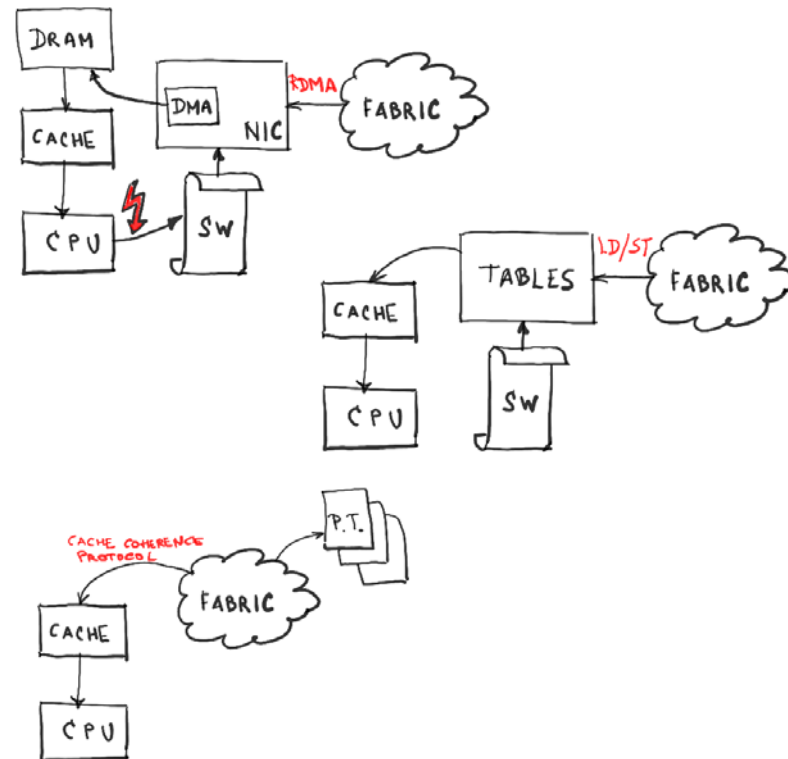 DRAM
RDMA
DMA
NIC
FABRIC
CACHE
CPU
SW
LD/ST
TABLES
FABRIC
CACHE
CPU
SW
P.T.
CACHE COHERENCE
PROTOCOL
FABRIC
CACHE
CPU